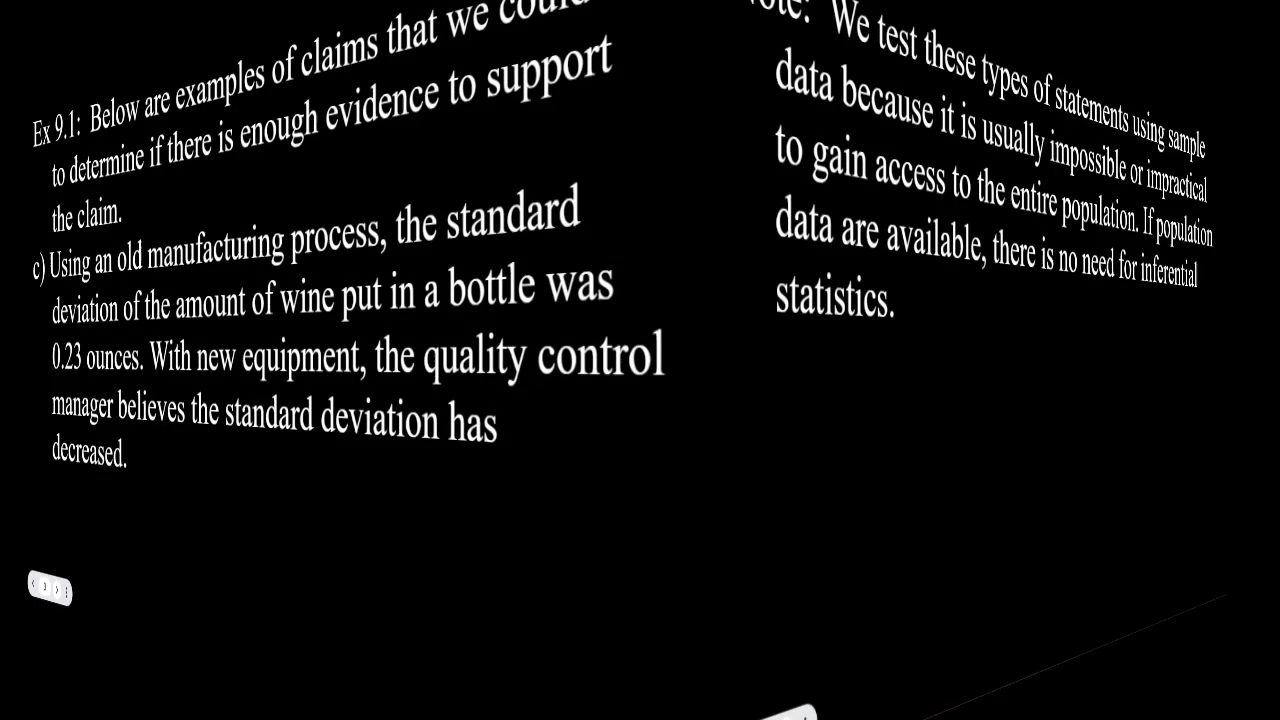 Ex 9.1: Below are examples of claims that we could
to determine if there is enough evidence to support
the claim.
c) Using an old manufacturing process, the standard
deviation of the amount of wine put in a bottle was
0.23 ounces. With new equipment, the quality control
manager believes the standard deviation has
decreased.
3
Note: We test these types of statements using sample
data because it is usually impossible or impractical
to gain access to the entire population. If population
data are available, there is no need for inferential
statistics.